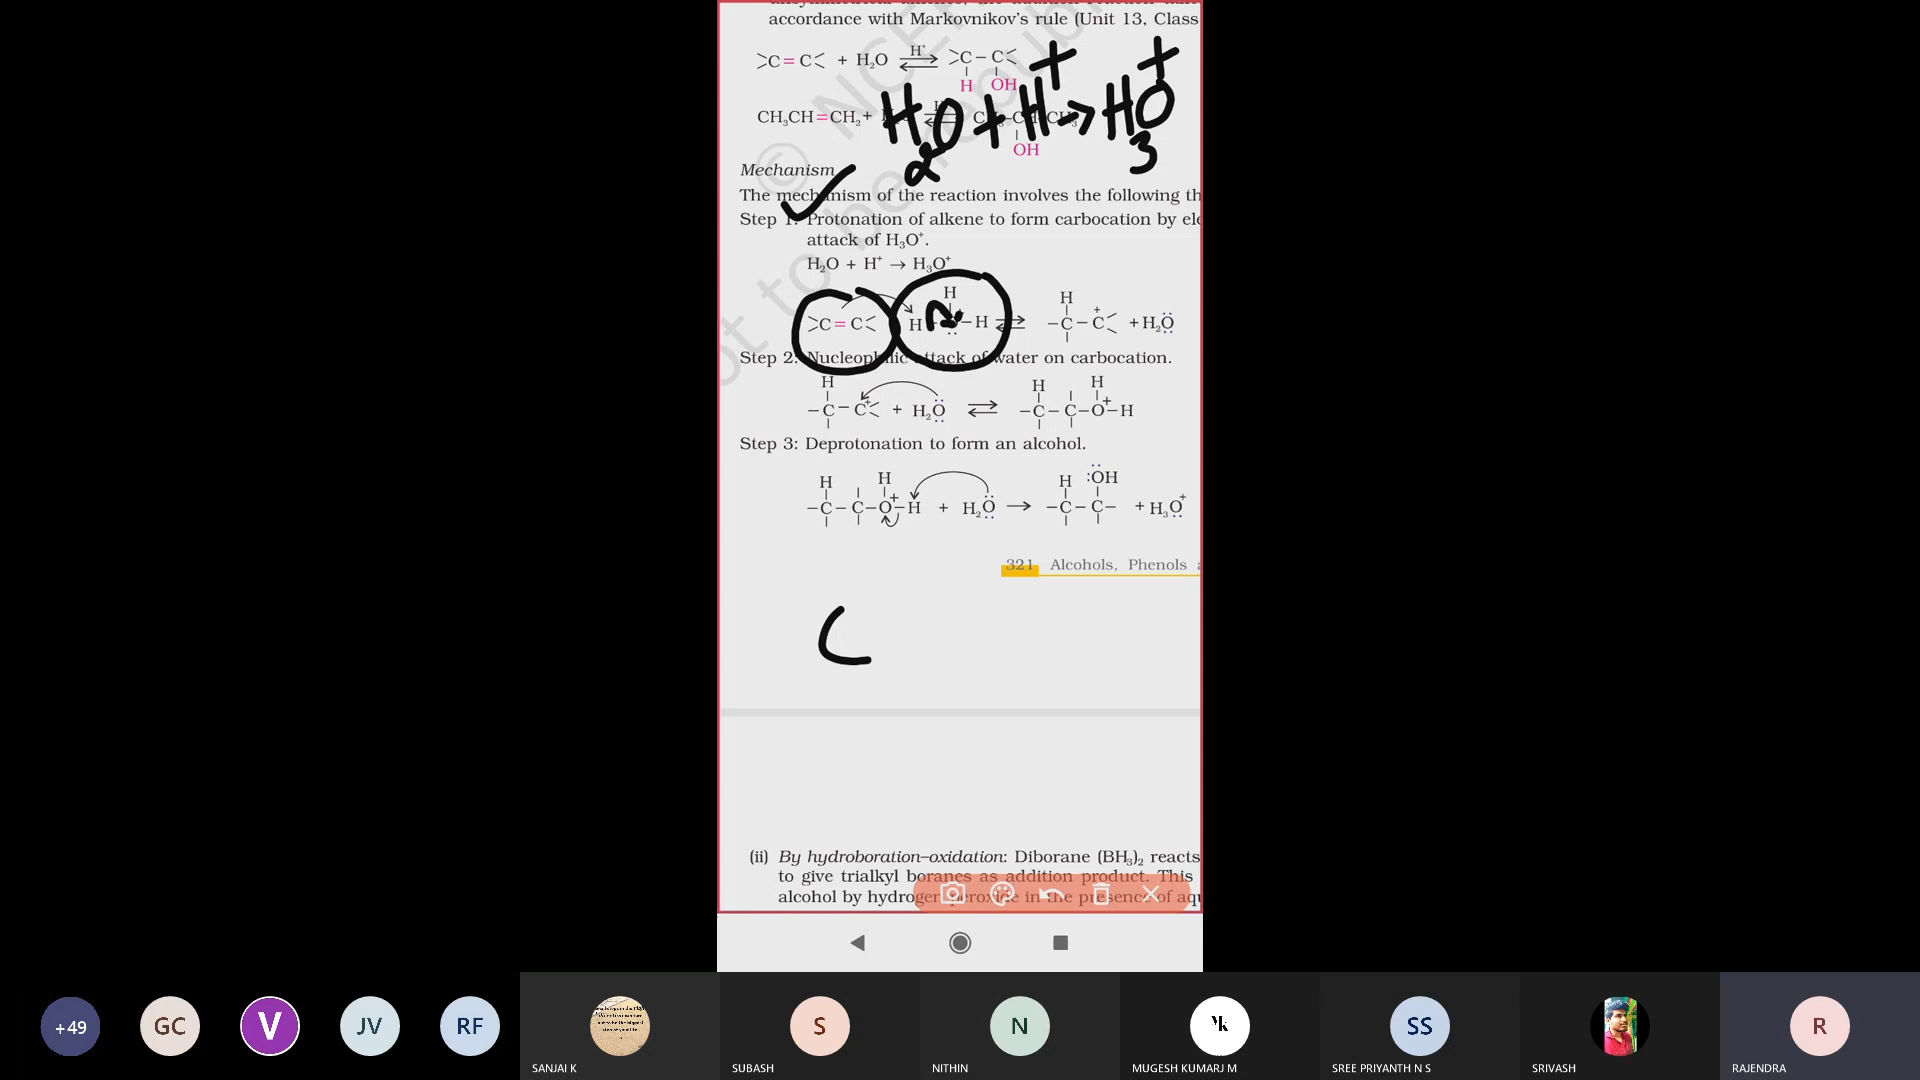 accordance with Markovnikov's rule (Unit 13, Class
>C=C< + H₂O ⇌ >C–C<
H⁺
H OH
CH₃CH=CH₂+
OH
H₂O + H⁺ → H₃O⁺
Mechanism
The mechanism of the reaction involves the following th
Step 1: Protonation of alkene to form carbocation by ele
attack of H₃O⁺.
H₂O + H⁺ → H₃O⁺
H H
>C=C< H –H ⇌ –C–C⁺< +H₂O
Step 2: Nucleophilic attack of water on carbocation.
H H H
–C–C⁺< + H₂O ⇌ –C–C–O⁺–H
Step 3: Deprotonation to form an alcohol.
H H H :OH
–C–C–O⁺–H + H₂O → –C–C– +H₃O⁺
321 Alcohols, Phenols a
C
(ii) By hydroboration–oxidation: Diborane (BH₃)₂ reacts
to give trialkyl boranes as addition product. This
alcohol by hydrogen peroxide in the presence of aqu
+49 GC V JV RF S N SS R
SANJAI K SUBASH NITHIN MUGESH KUMARJ M SREE PRIYANTH N S SRIVASH RAJENDRA